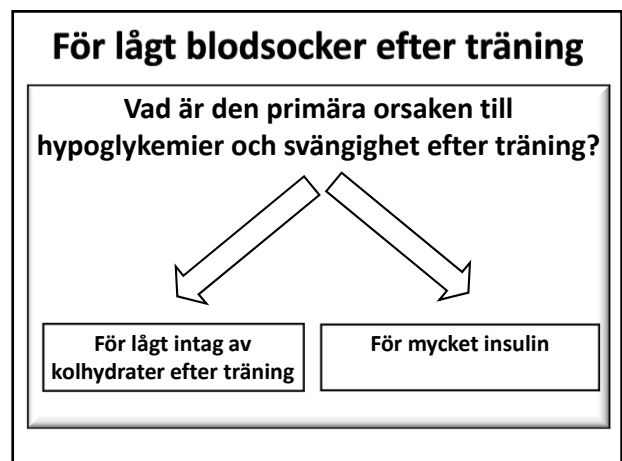 För lågt blodsocker efter träning
Vad är den primära orsaken till
hypoglykemier och svängighet efter träning?
För lågt intag av
kolhydrater efter träning
För mycket insulin